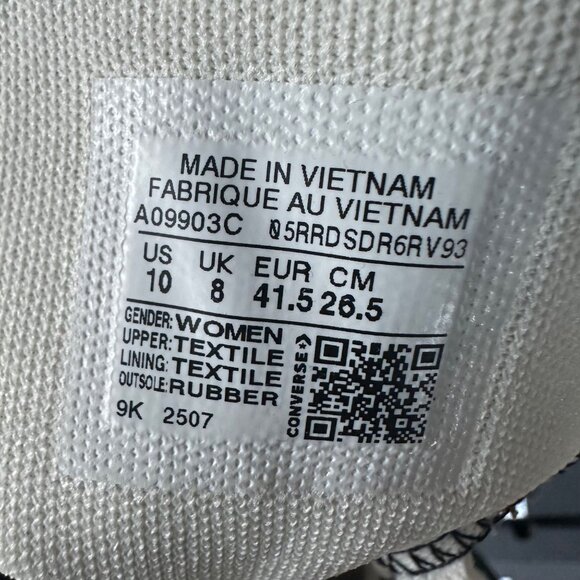 MADE IN VIETNAM
FABRIQUE AU VIETNAM
A09903C 05RRDSDR6RV93
US UK EUR CM
10 8 41.5 26.5
GENDER: WOMEN
UPPER: TEXTILE
LINING: TEXTILE
OUTSOLE: RUBBER
CONVERSE
9K 2507